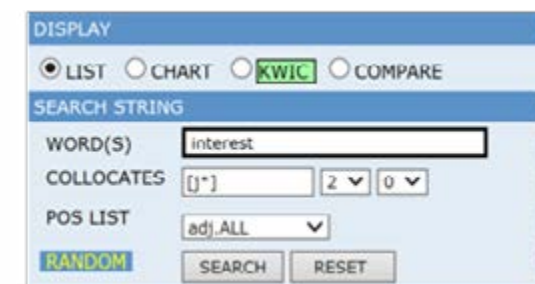 DISPLAY
LIST CHART KWIC COMPARE
SEARCH STRING
WORD(S) interest
COLLOCATES [j*] 2 0
POS LIST adj.ALL
RANDOM SEARCH RESET